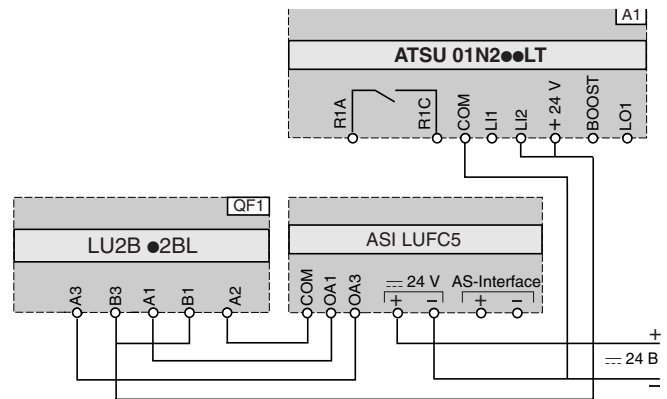 A1
ATSU 01N2●●LT
R1A
R1C
COM
LI1
LI2
+ 24 V
BOOST
LO1
QF1
LU2B ●2BL
A3
B3
A1
B1
A2
ASI LUFC5
COM
OA1
OA3
24 V
+ −
AS-Interface
+ −
+
24 B
−